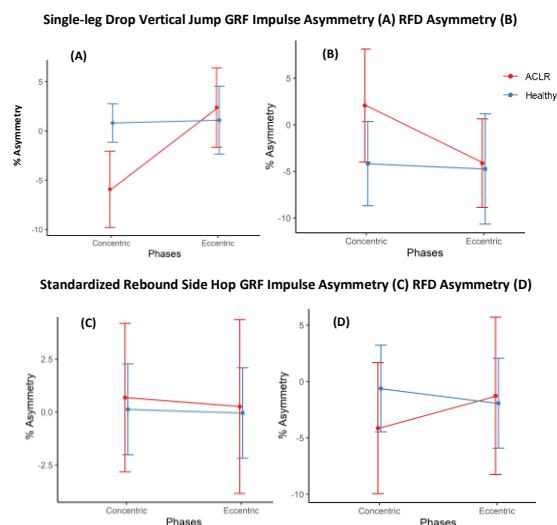 Single-leg Drop Vertical Jump GRF Impulse Asymmetry (A) RFD Asymmetry (B)
(A)
% Asymmetry
5
0
-5
-10
Concentric
Eccentric
Phases
(B)
% Asymmetry
5
0
-5
-10
Concentric
Eccentric
Phases
ACLR
Healthy
Standardized Rebound Side Hop GRF Impulse Asymmetry (C) RFD Asymmetry (D)
(C)
% Asymmetry
2.5
0.0
-2.5
Concentric
Eccentric
Phases
(D)
% Asymmetry
5
0
-5
-10
Concentric
Eccentric
Phases